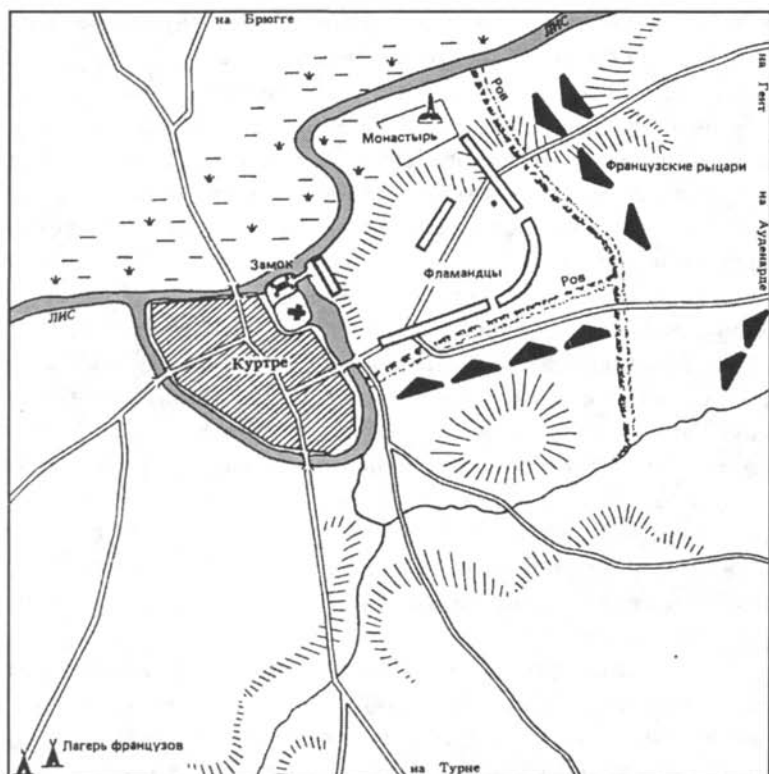 на Брюгге
ЛИС
Ров
на Гент
Монастырь
Французские рыцари
на Ауденарде
Замок
Фламандцы
Ров
ЛИС
Куртре
Лагерь французов
на Турне